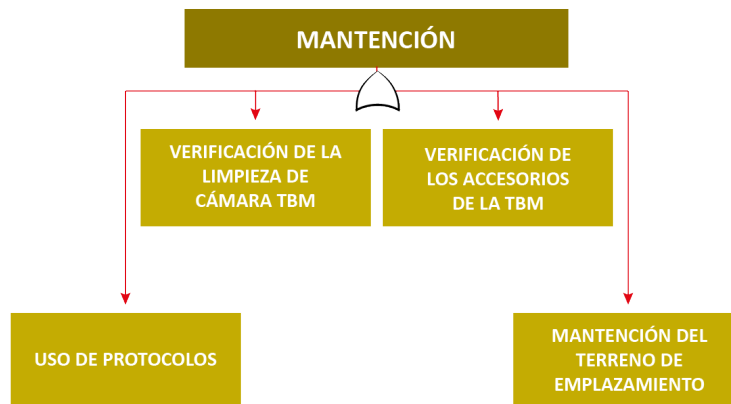 MANTENCIÓN
VERIFICACIÓN DE LA
LIMPIEZA DE
CÁMARA TBM
VERIFICACIÓN DE
LOS ACCESORIOS
DE LA TBM
USO DE PROTOCOLOS
MANTENCIÓN DEL
TERRENO DE
EMPLAZAMIENTO